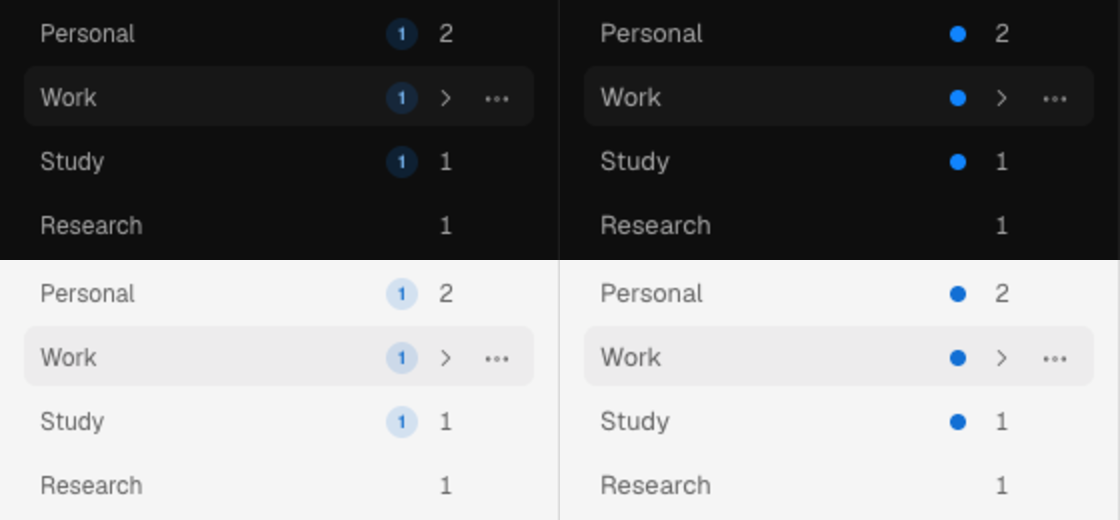 Personal 1 2
Work 1 > •••
Study 1 1
Research 1
Personal 2
Work > •••
Study 1
Research 1
Personal 1 2
Work 1 > •••
Study 1 1
Research 1
Personal 2
Work > •••
Study 1
Research 1